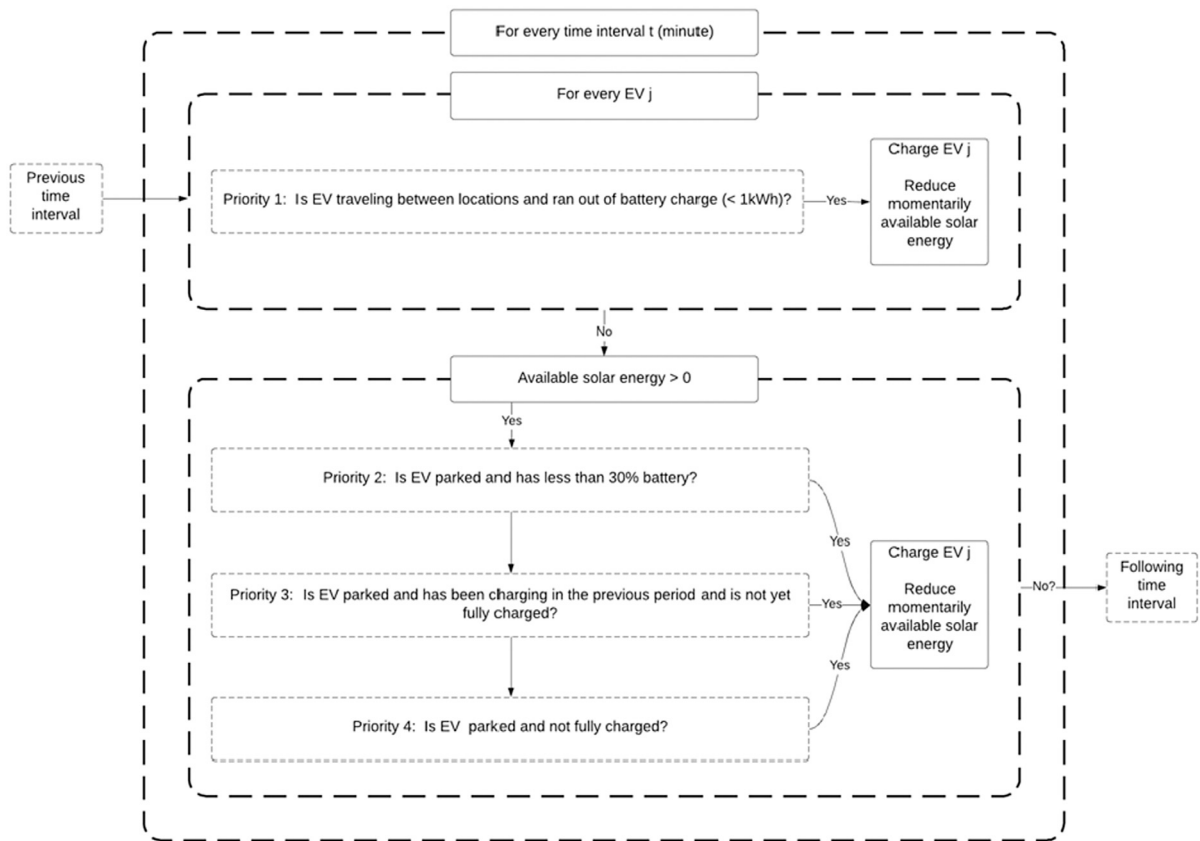 For every time interval t (minute)
For every EV j
Previous
time
interval
Priority 1: Is EV traveling between locations and ran out of battery charge (< 1kWh)?
Yes
Charge EV j
Reduce
momentarily
available solar
energy
No
Available solar energy > 0
Yes
Priority 2: Is EV parked and has less than 30% battery?
Yes
Priority 3: Is EV parked and has been charging in the previous period and is not yet
fully charged?
Yes
Charge EV j
Reduce
momentarily
available solar
energy
No?
Following
time
interval
Yes
Priority 4: Is EV parked and not fully charged?